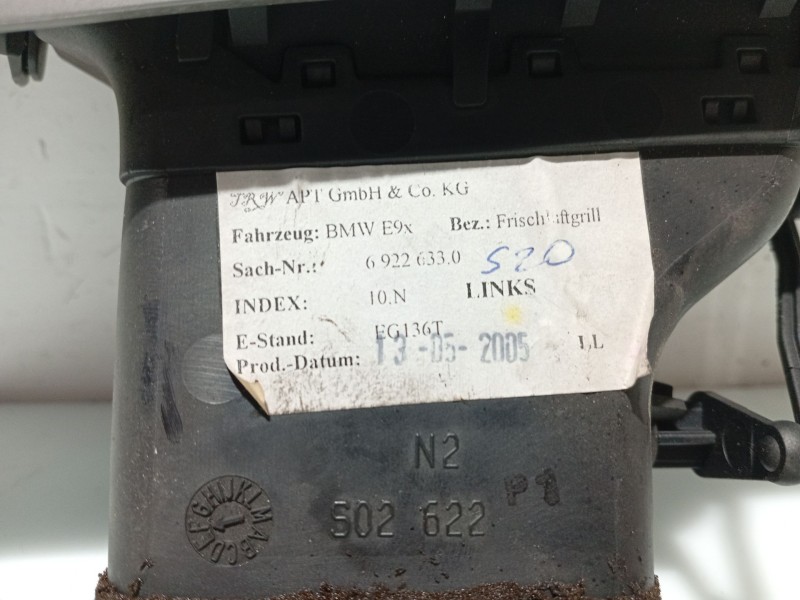 TRW APT GmbH & Co. KG
Fahrzeug: BMW E9x Bez.: Frischluftgrill
Sach-Nr.: 6 922 633.0 520
INDEX: 10.N LINKS
E-Stand: EG136T
Prod.-Datum: 13-05-2005 LL
N2
502 622 P1
ABCDEFGHIJKLM